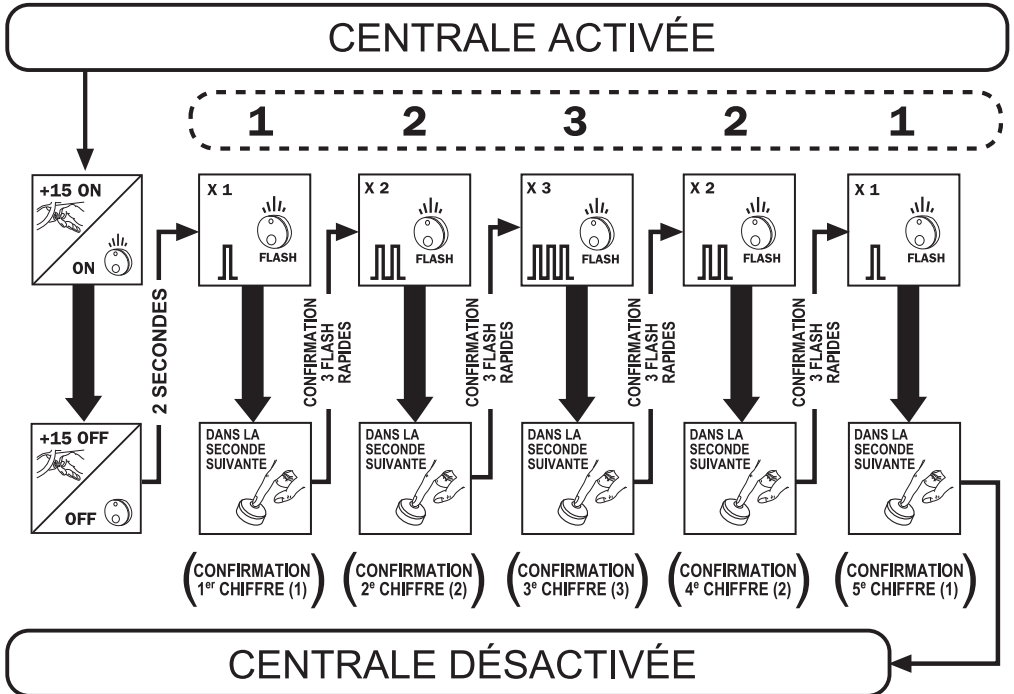 CENTRALE ACTIVÉE
1 2 3 2 1
+15 ON
ON
+15 OFF
OFF
2 SECONDES
X 1
FLASH
DANS LA
SECONDE
SUIVANTE
(CONFIRMATION
1er CHIFFRE (1))
CONFIRMATION
3 FLASH
RAPIDES
X 2
FLASH
DANS LA
SECONDE
SUIVANTE
(CONFIRMATION
2e CHIFFRE (2))
CONFIRMATION
3 FLASH
RAPIDES
X 3
FLASH
DANS LA
SECONDE
SUIVANTE
(CONFIRMATION
3e CHIFFRE (3))
CONFIRMATION
3 FLASH
RAPIDES
X 2
FLASH
DANS LA
SECONDE
SUIVANTE
(CONFIRMATION
4e CHIFFRE (2))
CONFIRMATION
3 FLASH
RAPIDES
X 1
FLASH
DANS LA
SECONDE
SUIVANTE
(CONFIRMATION
5e CHIFFRE (1))
CENTRALE DÉSACTIVÉE